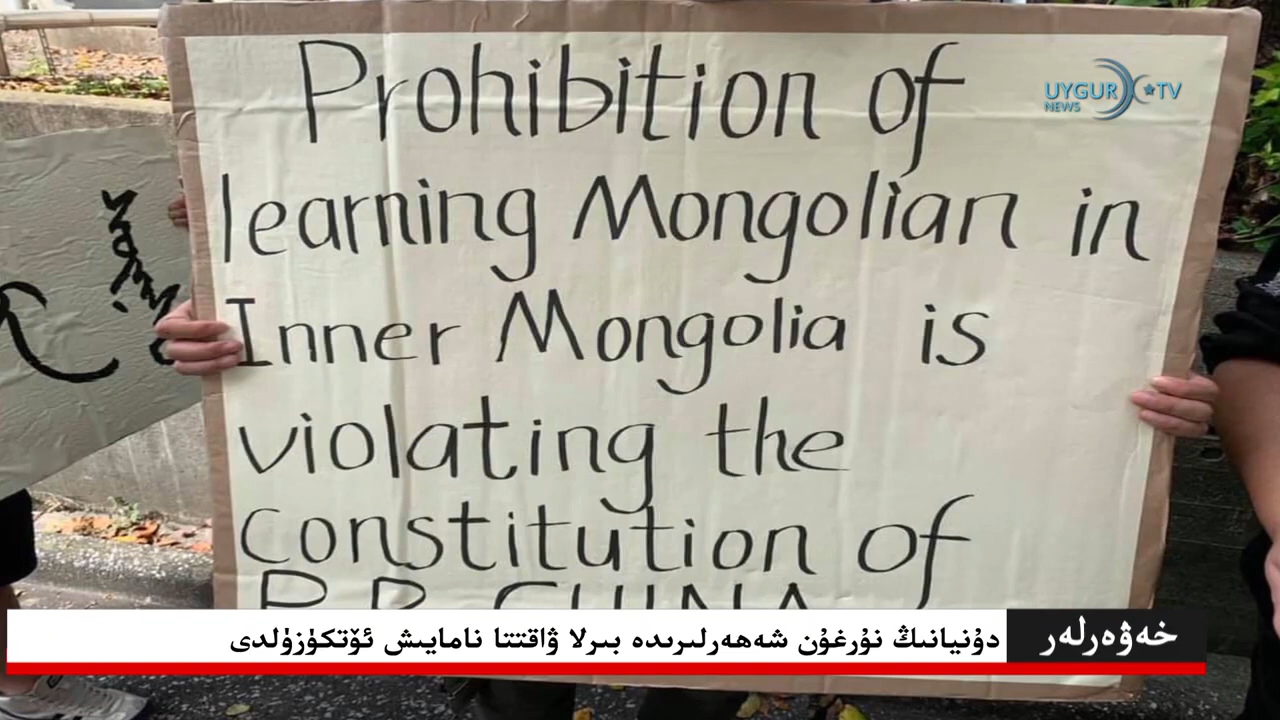 Prohibition of
learning Mongolian in
Inner Mongolia is
violating the
constitution of
P.R. CHINA
UYGUR TV
NEWS
خەۋەرلەر
دۇنيانىڭ نۇرغۇن شەھەرلىرىدە بىرلا ۋاقىتتا نامايىش ئۆتكۈزۈلدى